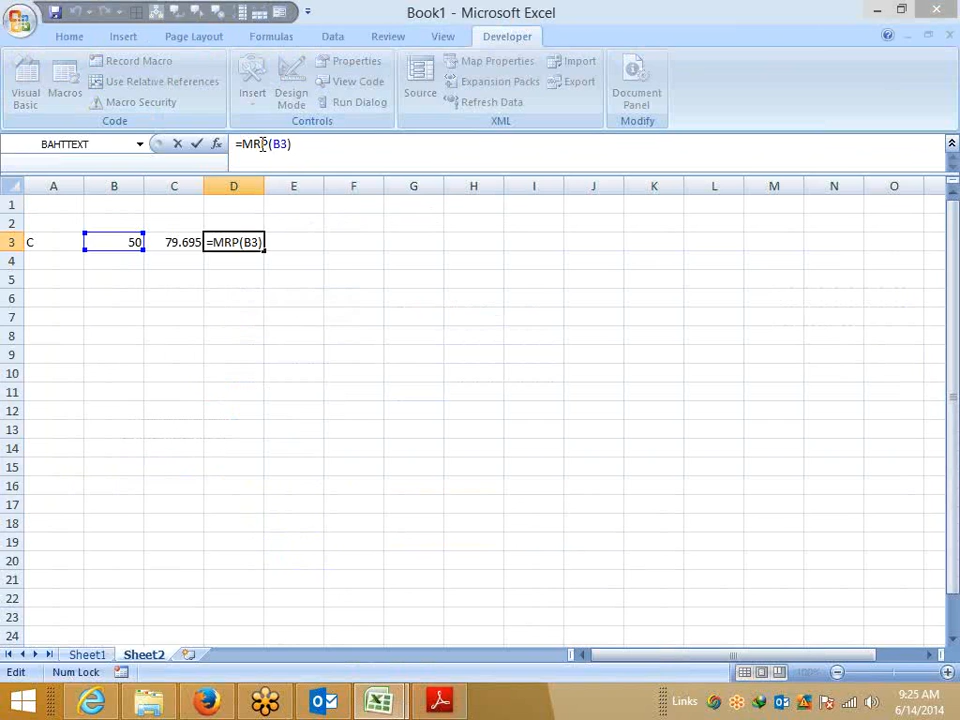 Book1 - Microsoft Excel
Home Insert Page Layout Formulas Data Review View Developer
Visual Basic
Macros
Record Macro
Use Relative References
Macro Security
Code
Insert
Design Mode
Properties
View Code
Run Dialog
Controls
Source
Map Properties
Expansion Packs
Refresh Data
Import
Export
XML
Document Panel
Modify
BAHTTEXT fx =MRP(B3)
A B C D E F G H I J K L M N O
1
2
3 C 50 79.695 =MRP(B3)
4
5
6
7
8
9
10
11
12
13
14
15
16
17
18
19
20
21
22
23
24
Sheet1 Sheet2
Edit Num Lock 100%
Links 9:25 AM
6/14/2014